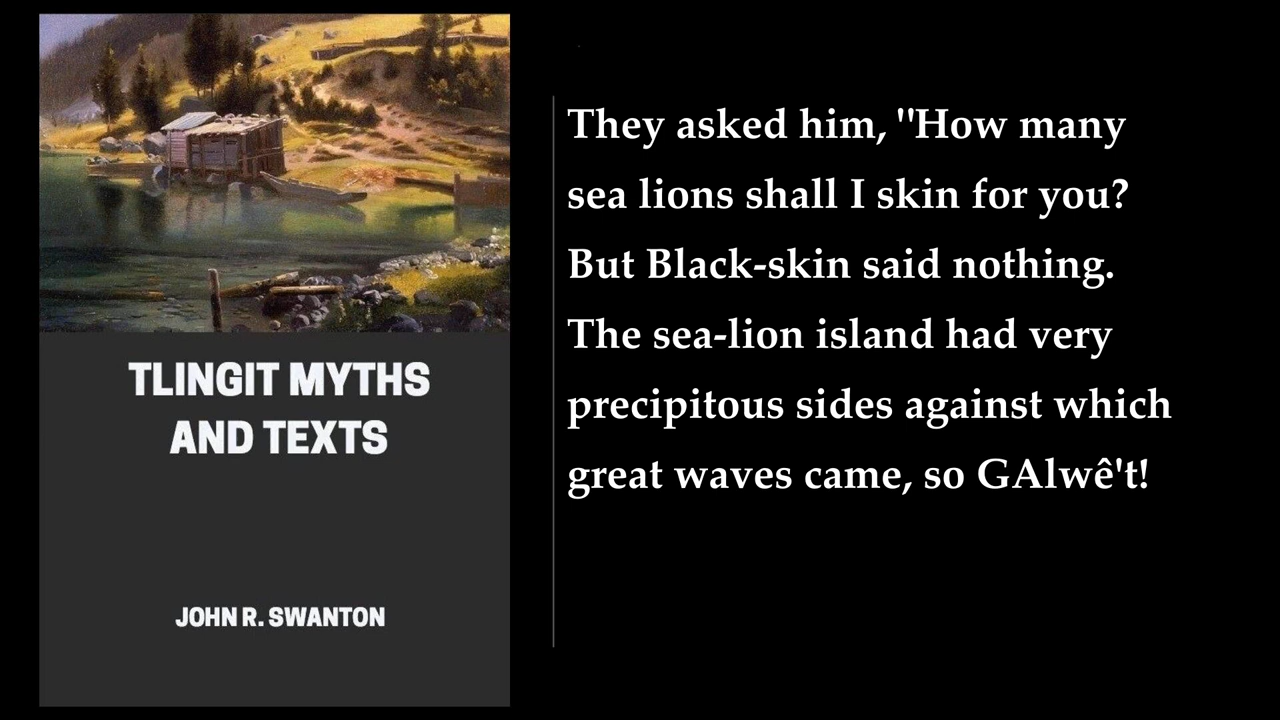 TLINGIT MYTHS
AND TEXTS
JOHN R. SWANTON
They asked him, "How many
sea lions shall I skin for you?
But Black-skin said nothing.
The sea-lion island had very
precipitous sides against which
great waves came, so GAlwê't!